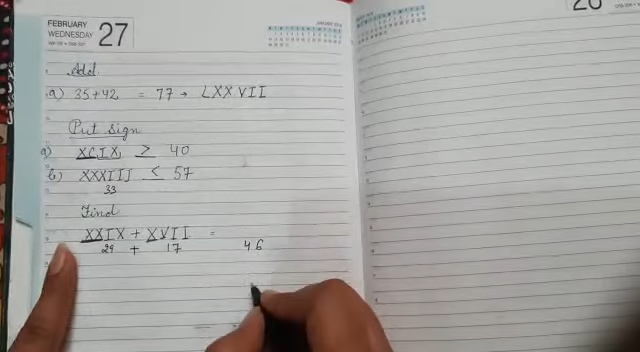 FEBRUARY
WEDNESDAY 27
Add
a) 35+42 = 77 → LXXVII
Put Sign
a) XCIX > 40
b) XXXIII < 57
33
Find
XXIX + XVII =
29 + 17 46